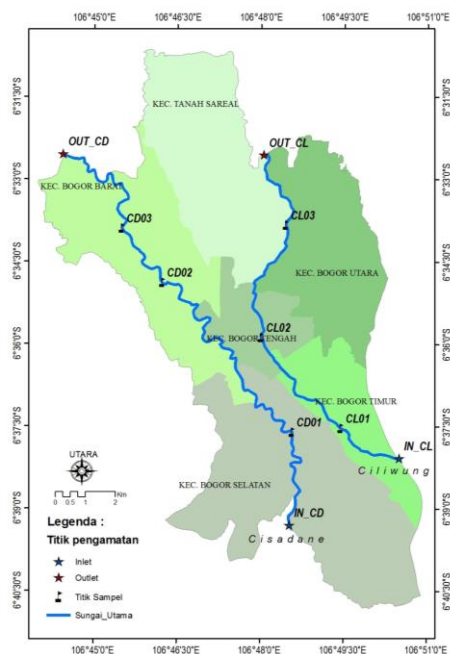 106°45'0"E 106°46'30"E 106°48'0"E 106°49'30"E 106°51'0"E
6°31'30"S 6°31'30"S
KEC. TANAH SAREAL
OUT_CD OUT_CL
6°33'0"S 6°33'0"S
KEC. BOGOR BARAT
CD03 CL03
6°34'30"S 6°34'30"S
KEC. BOGOR UTARA
CD02
CL02
6°36'0"S 6°36'0"S
KEC. BOGOR TENGAH
KEC. BOGOR TIMUR
6°37'30"S CD01 CL01 6°37'30"S
IN_CL
UTARA Ciliwung
KEC. BOGOR SELATAN
0 0.5 1 2
Km
6°39'0"S 6°39'0"S
IN_CD
Legenda : Cisadane
Titik pengamatan
Inlet
6°40'30"S Outlet 6°40'30"S
Titik Sampel
Sungai_Utama
106°45'0"E 106°46'30"E 106°48'0"E 106°49'30"E 106°51'0"E